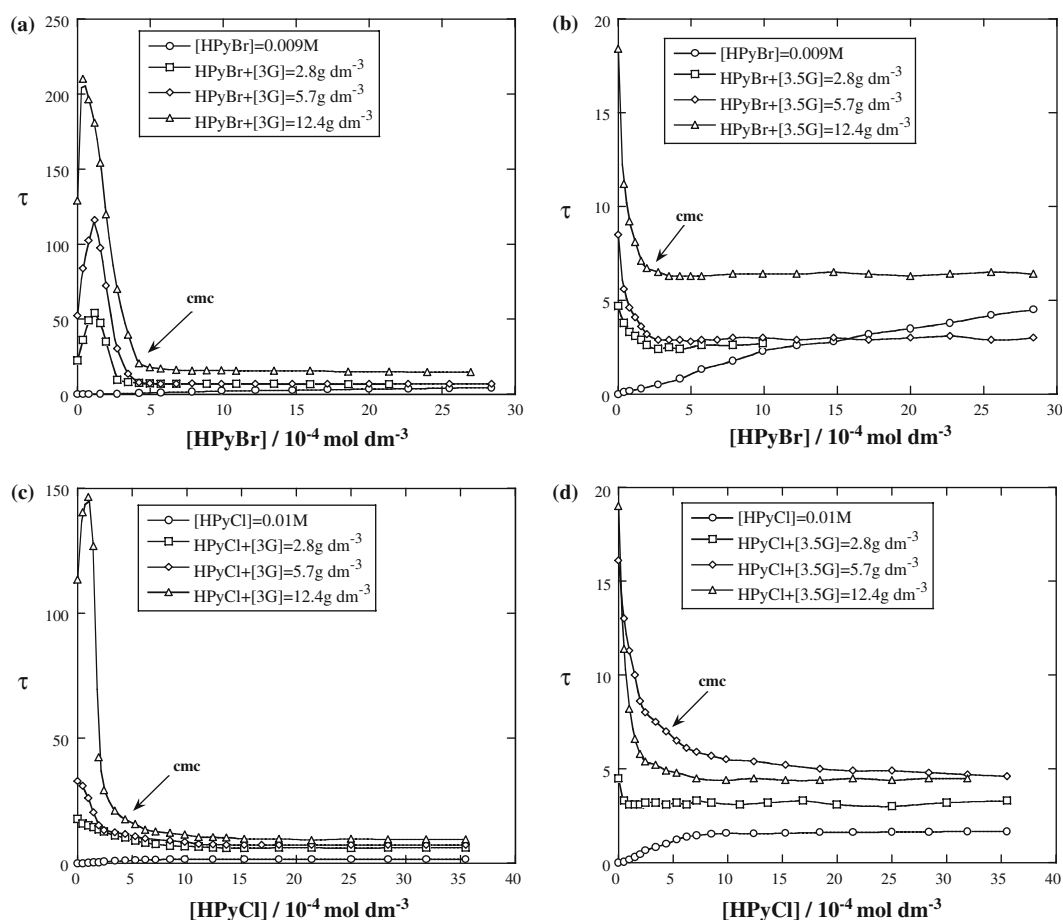 (a)
250
200
150
100
50
0
τ
[HPyBr]=0.009M
HPyBr+[3G]=2.8g dm-3
HPyBr+[3G]=5.7g dm-3
HPyBr+[3G]=12.4g dm-3
cmc
0 5 10 15 20 25 30
[HPyBr] / 10-4 mol dm-3
(b)
20
15
10
5
0
τ
[HPyBr]=0.009M
HPyBr+[3.5G]=2.8g dm-3
HPyBr+[3.5G]=5.7g dm-3
HPyBr+[3.5G]=12.4g dm-3
cmc
0 5 10 15 20 25 30
[HPyBr] / 10-4 mol dm-3
(c)
150
100
50
0
τ
[HPyCl]=0.01M
HPyCl+[3G]=2.8g dm-3
HPyCl+[3G]=5.7g dm-3
HPyCl+[3G]=12.4g dm-3
cmc
0 5 10 15 20 25 30 35 40
[HPyCl] / 10-4 mol dm-3
(d)
20
15
10
5
0
τ
[HPyCl]=0.01M
HPyCl+[3.5G]=2.8g dm-3
HPyCl+[3.5G]=5.7g dm-3
HPyCl+[3.5G]=12.4g dm-3
cmc
0 5 10 15 20 25 30 35 40
[HPyCl] / 10-4 mol dm-3